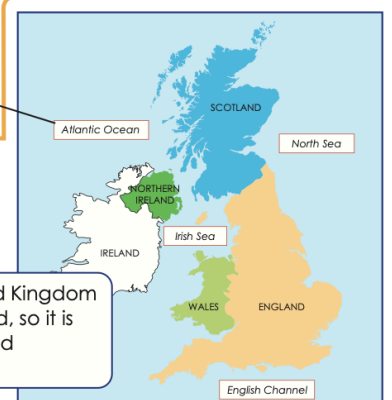 SCOTLAND
Atlantic Ocean
North Sea
NORTHERN
IRELAND
Irish Sea
IRELAND
d Kingdom
d, so it is
d
WALES
ENGLAND
English Channel